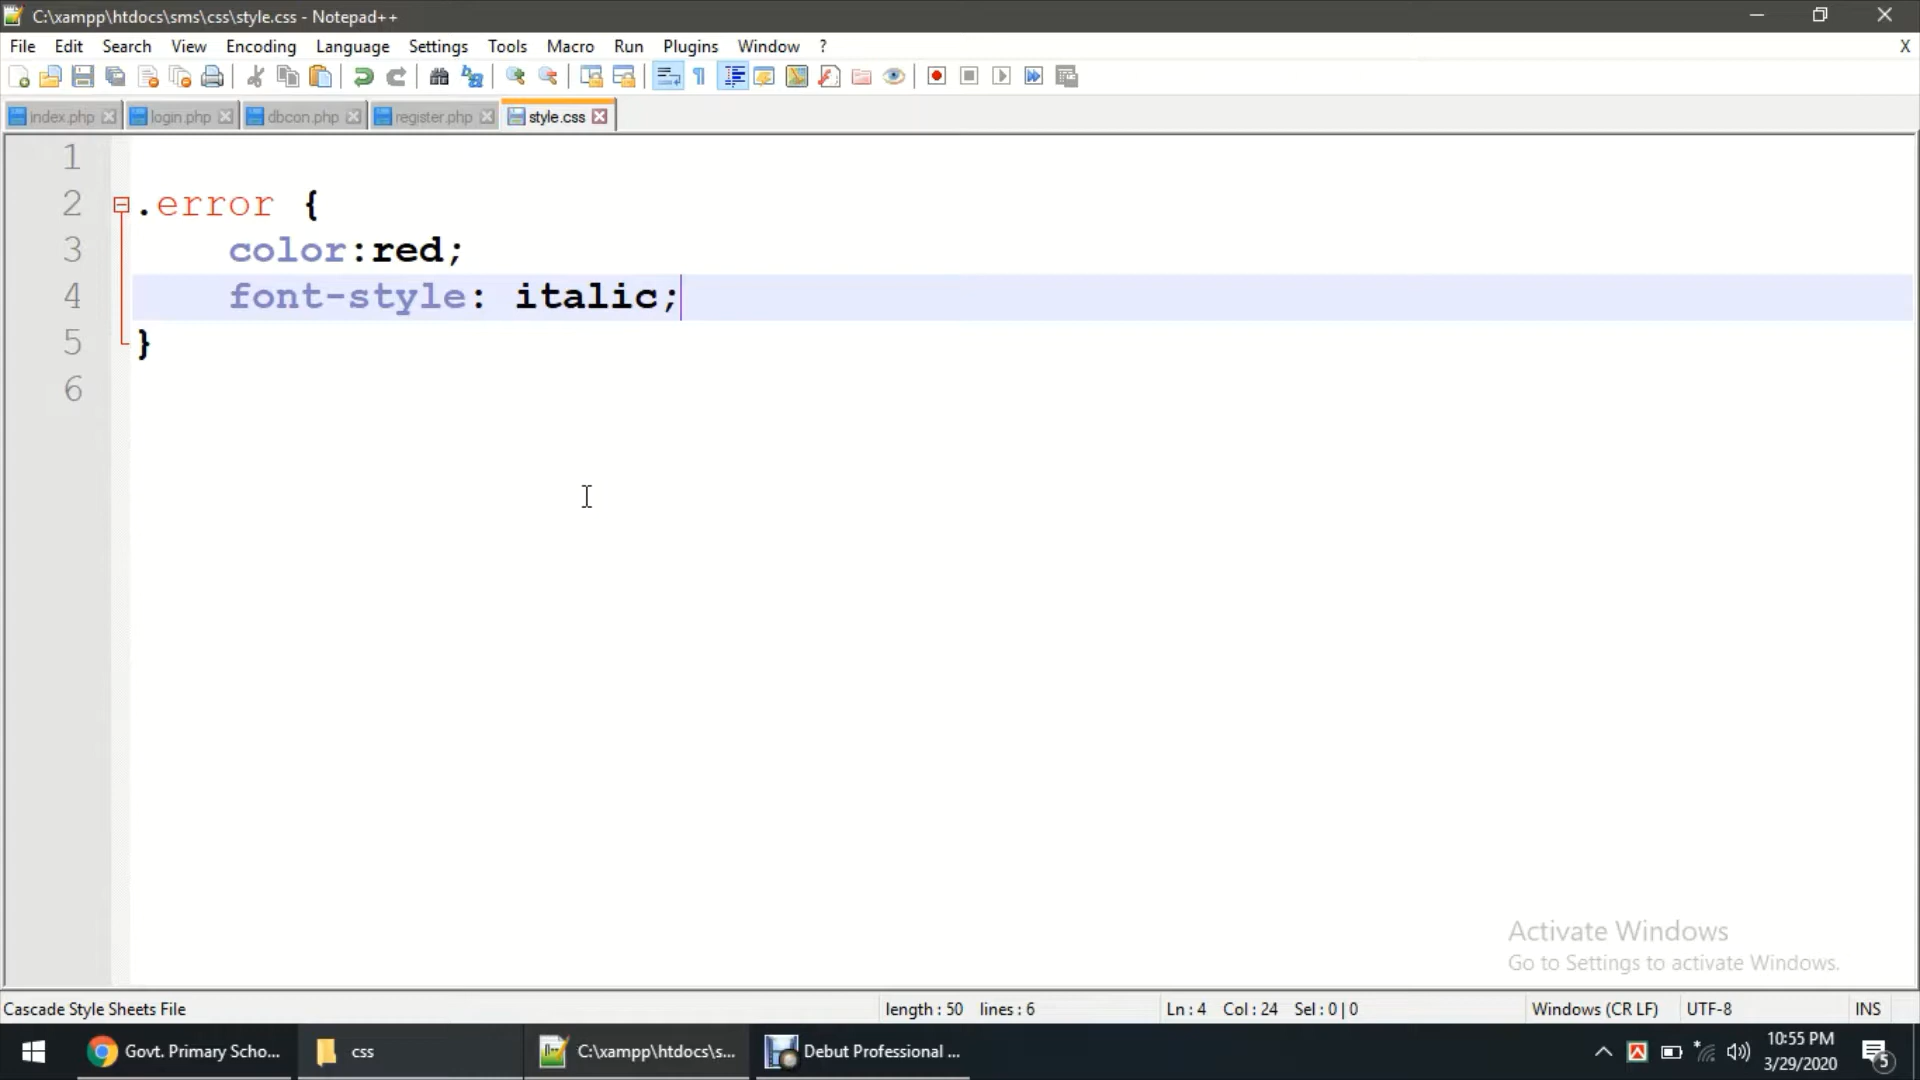 C:\xampp\htdocs\sms\css\style.css - Notepad++
File Edit Search View Encoding Language Settings Tools Macro Run Plugins Window ? X
index.php login.php dbcon.php register.php style.css
1
2 .error {
3 color:red;
4 font-style: italic;
5 }
6
Activate Windows
Go to Settings to activate Windows.
Cascade Style Sheets File length : 50 lines : 6 Ln : 4 Col : 24 Sel : 0 | 0 Windows (CR LF) UTF-8 INS
Govt. Primary Scho... css C:\xampp\htdocs\s... Debut Professional ... 10:55 PM
3/29/2020 5